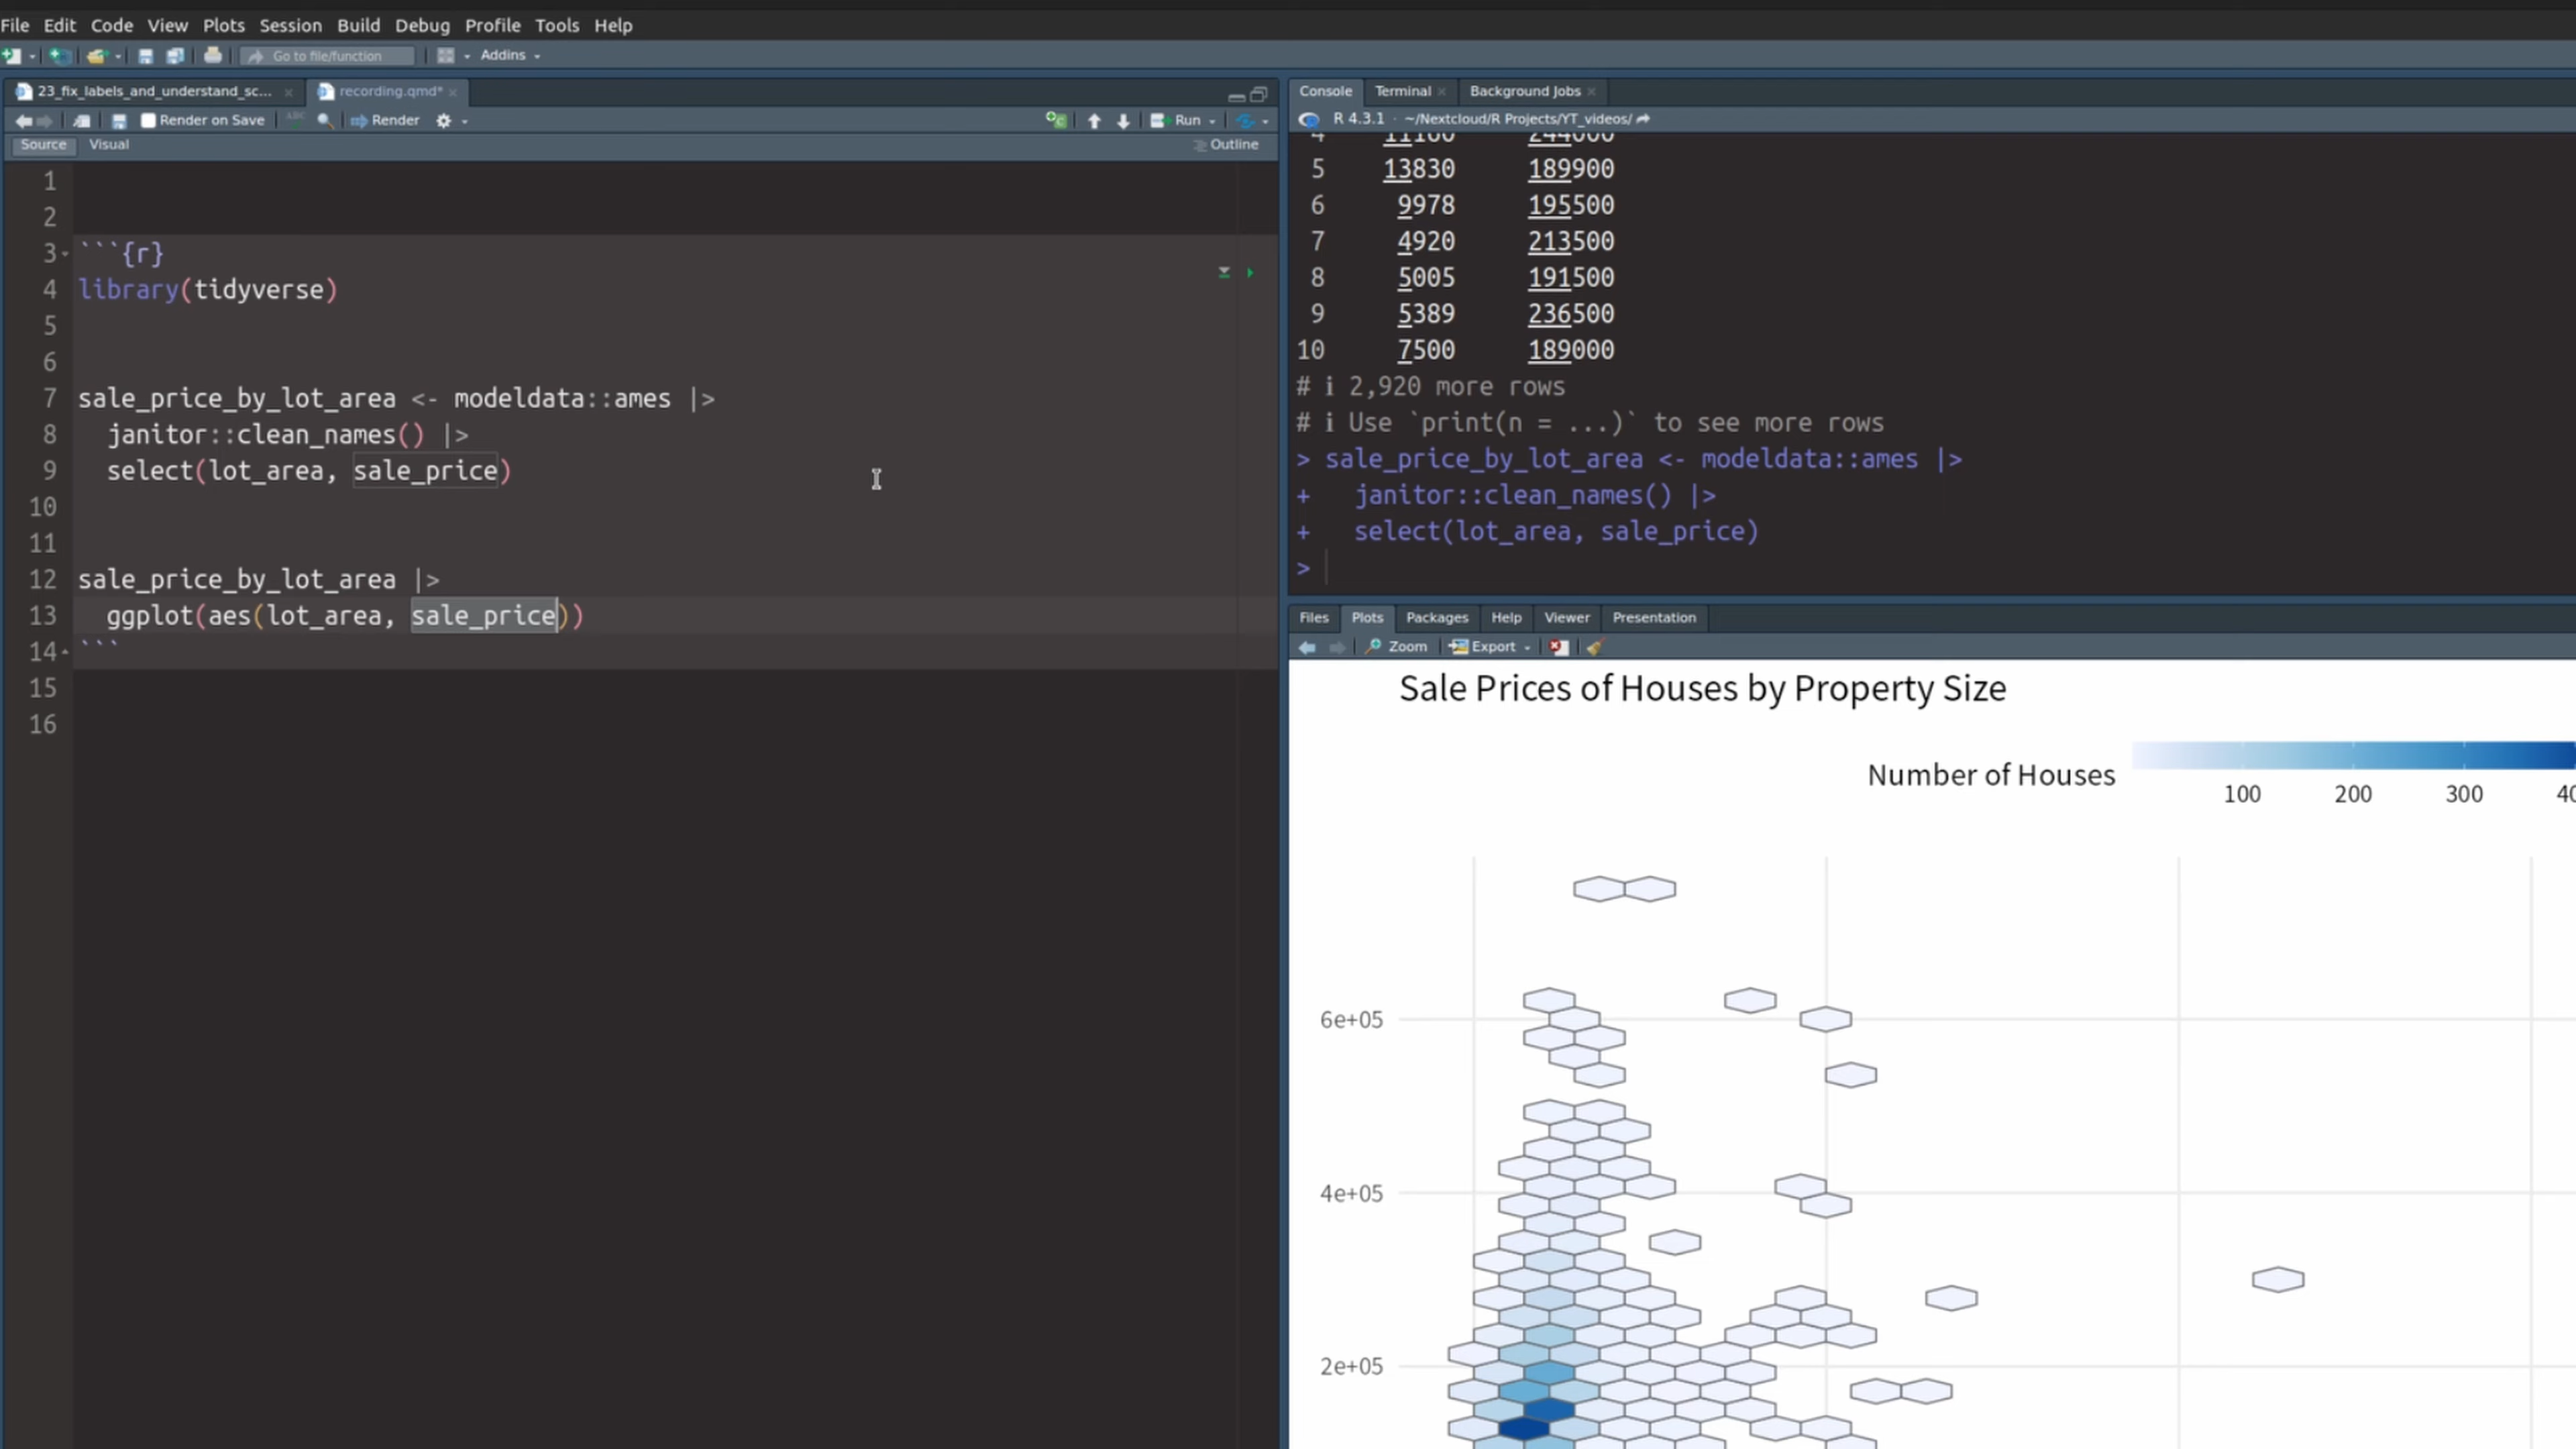 File Edit Code View Plots Session Build Debug Profile Tools Help
Go to file/function
Addins
23_fix_labels_and_understand_sc...
recording.qmd*
Render on Save
Render
Run
Source Visual
Outline
1
2
3 ```{r}
4 library(tidyverse)
5
6
7 sale_price_by_lot_area <- modeldata::ames |>
8 janitor::clean_names() |>
9 select(lot_area, sale_price)
10
11
12 sale_price_by_lot_area |>
13 ggplot(aes(lot_area, sale_price))
14 ```
15
16
Console Terminal Background Jobs
R 4.3.1 · ~/Nextcloud/R Projects/YT_videos/
4 11160 244000
5 13830 189900
6 9978 195500
7 4920 213500
8 5005 191500
9 5389 236500
10 7500 189000
# ℹ 2,920 more rows
# ℹ Use `print(n = ...)` to see more rows
> sale_price_by_lot_area <- modeldata::ames |>
+ janitor::clean_names() |>
+ select(lot_area, sale_price)
>
Files Plots Packages Help Viewer Presentation
Zoom Export
Sale Prices of Houses by Property Size
Number of Houses
100 200 300
6e+05
4e+05
2e+05